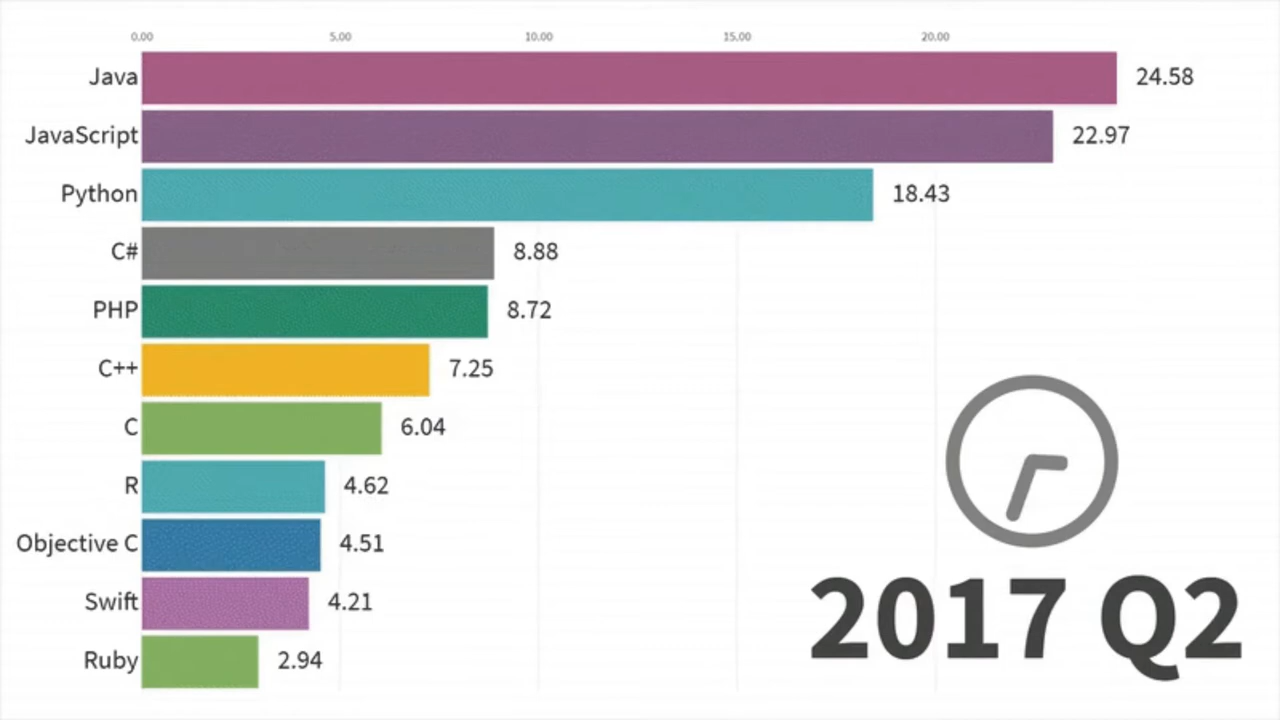 0.00 5.00 10.00 15.00 20.00
Java 24.58
JavaScript 22.97
Python 18.43
C# 8.88
PHP 8.72
C++ 7.25
C 6.04
R 4.62
Objective C 4.51
Swift 4.21
Ruby 2.94
2017 Q2